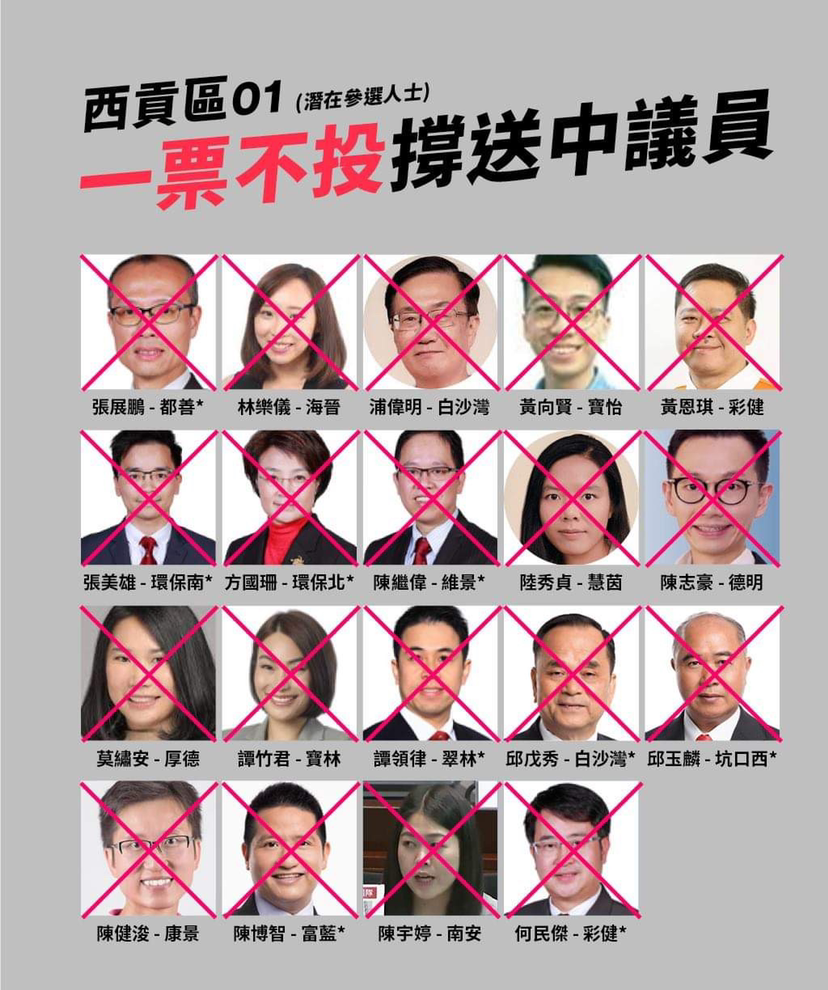 西貢區01 (潛在參選人士)
一票不投撐送中議員
張展鵬 - 都善* 林樂儀 - 海晉 浦偉明 - 白沙灣 黃向賢 - 寶怡 黃恩琪 - 彩健
張美雄 - 環保南* 方國珊 - 環保北* 陳繼偉 - 維景* 陸秀貞 - 慧茵 陳志豪 - 德明
莫繡安 - 厚德 譚竹君 - 寶林 譚領律 - 翠林* 邱戊秀 - 白沙灣* 邱玉麟 - 坑口西*
陳健浚 - 康景 陳博智 - 富藍* 陳宇婷 - 南安 何民傑 - 彩健*